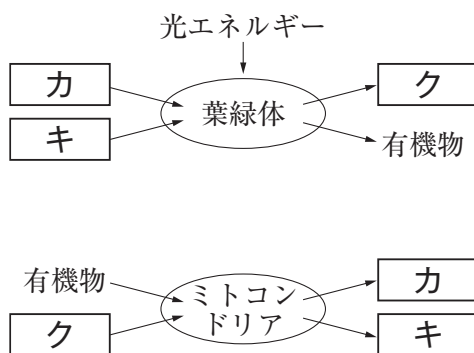 光エネルギー
カ
キ
葉緑体
ク
有機物
有機物
ク
ミトコン
ドリア
カ
キ